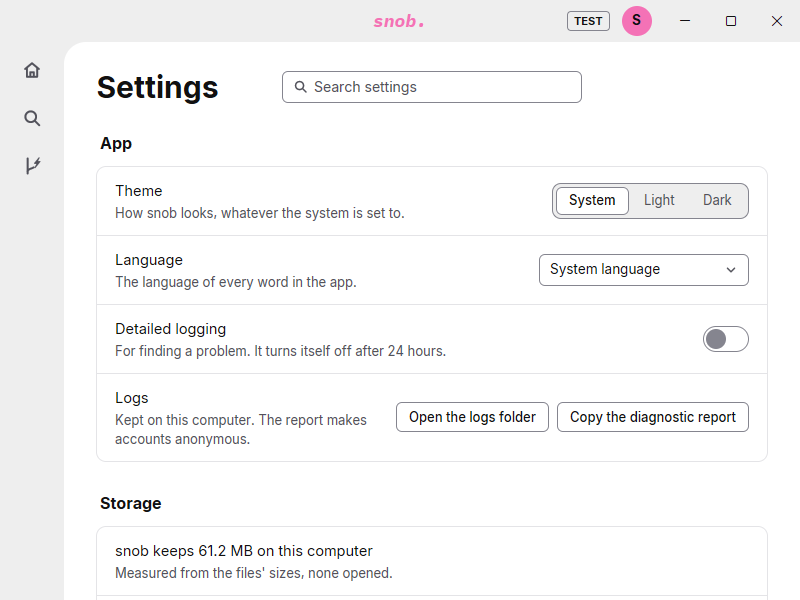 snob.
TEST
S
Settings
Search settings
App
Theme
How snob looks, whatever the system is set to.
System
Light
Dark
Language
The language of every word in the app.
System language
Detailed logging
For finding a problem. It turns itself off after 24 hours.
Logs
Kept on this computer. The report makes
accounts anonymous.
Open the logs folder
Copy the diagnostic report
Storage
snob keeps 61.2 MB on this computer
Measured from the files' sizes, none opened.